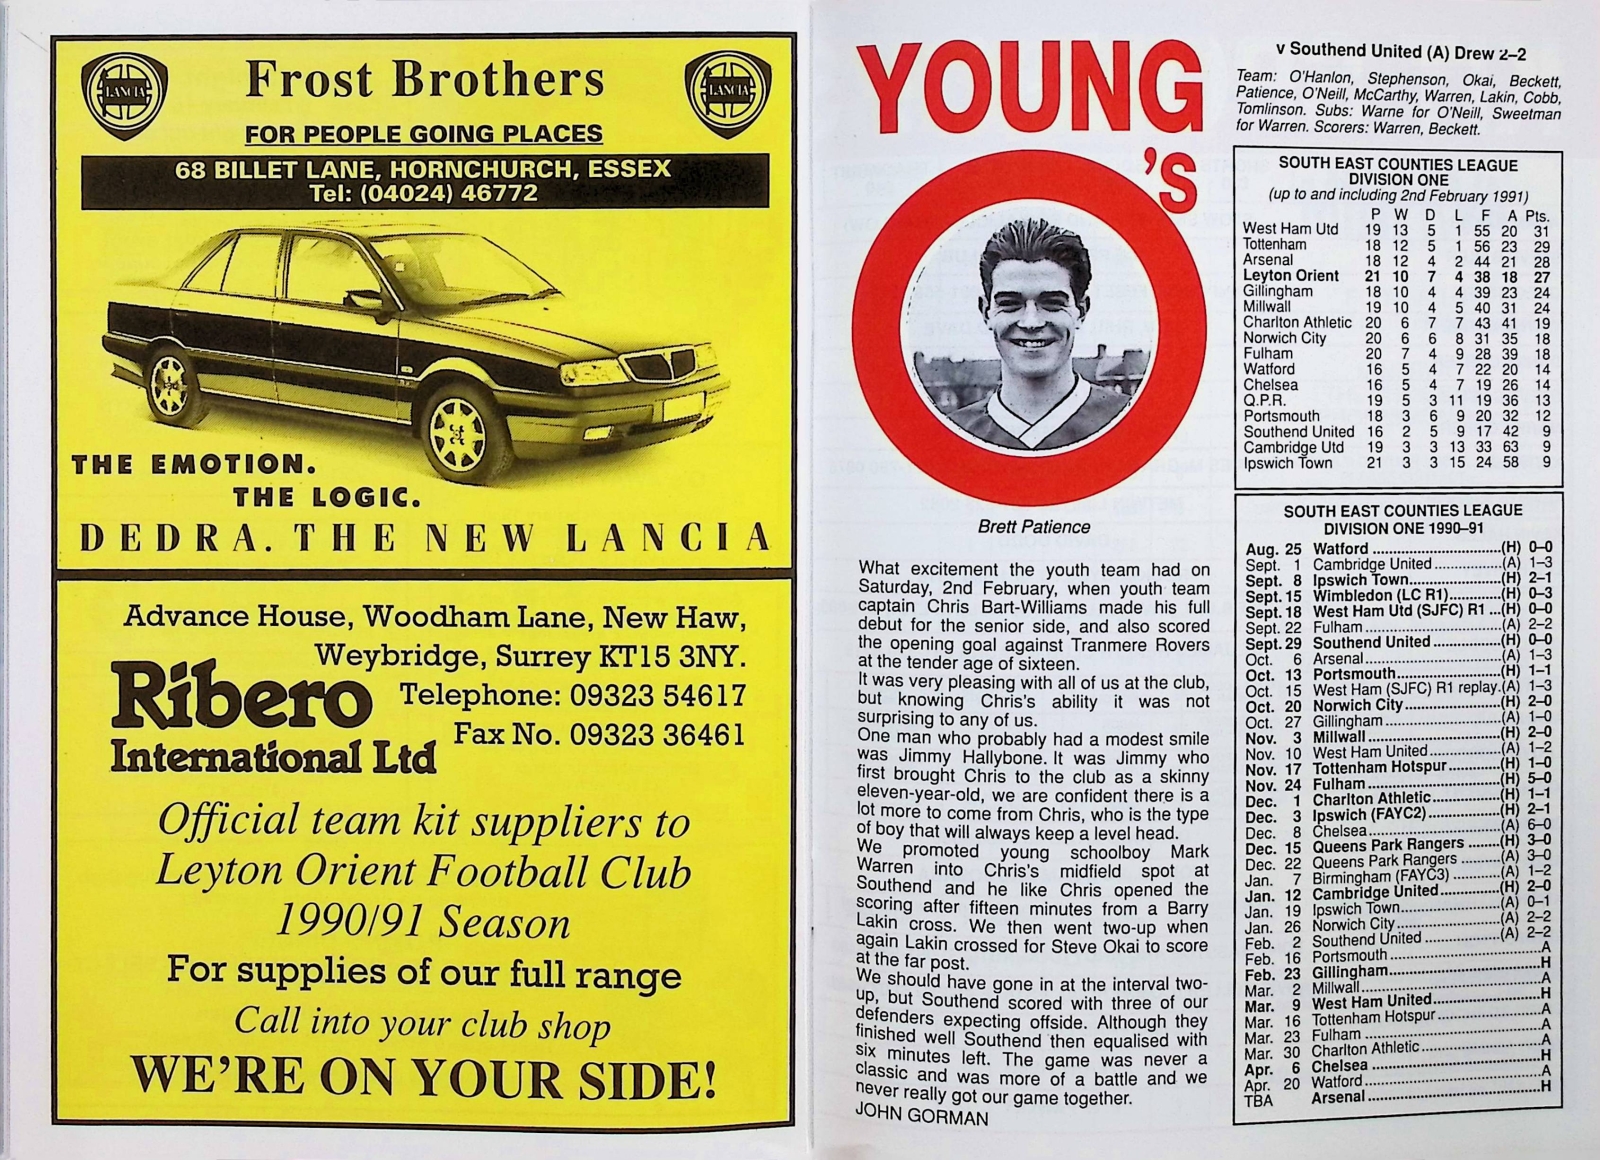 LANCIA
Frost Brothers
LANCIA
FOR PEOPLE GOING PLACES
68 BILLET LANE, HORNCHURCH, ESSEX
Tel: (04024) 46772
THE EMOTION.
THE LOGIC.
DEDRA. THE NEW LANCIA
Advance House, Woodham Lane, New Haw,
Weybridge, Surrey KT15 3NY.
Ribero
Telephone: 09323 54617
Fax No. 09323 36461
International Ltd
Official team kit suppliers to
Leyton Orient Football Club
1990/91 Season
For supplies of our full range
Call into your club shop
WE'RE ON YOUR SIDE!
YOUNG
'S
Brett Patience
What excitement the youth team had on
Saturday, 2nd February, when youth team
captain Chris Bart-Williams made his full
debut for the senior side, and also scored
the opening goal against Tranmere Rovers
at the tender age of sixteen.
It was very pleasing with all of us at the club,
but knowing Chris's ability it was not
surprising to any of us.
One man who probably had a modest smile
was Jimmy Hallybone. It was Jimmy who
first brought Chris to the club as a skinny
eleven-year-old, we are confident there is a
lot more to come from Chris, who is the type
of boy that will always keep a level head.
We promoted young schoolboy Mark
Warren into Chris's midfield spot at
Southend and he like Chris opened the
scoring after fifteen minutes from a Barry
Lakin cross. We then went two-up when
again Lakin crossed for Steve Okai to score
at the far post.
We should have gone in at the interval two-
up, but Southend scored with three of our
defenders expecting offside. Although they
finished well Southend then equalised with
six minutes left. The game was never a
classic and was more of a battle and we
never really got our game together.
JOHN GORMAN
v Southend United (A) Drew 2–2
Team: O'Hanlon, Stephenson, Okai, Beckett,
Patience, O'Neill, McCarthy, Warren, Lakin, Cobb,
Tomlinson. Subs: Warne for O'Neill, Sweetman
for Warren. Scorers: Warren, Beckett.
SOUTH EAST COUNTIES LEAGUE
DIVISION ONE
(up to and including 2nd February 1991)
P W D L F A Pts.
West Ham Utd 19 13 5 1 55 20 31
Tottenham 18 12 5 1 56 23 29
Arsenal 18 12 4 2 44 21 28
Leyton Orient 21 10 7 4 38 18 27
Gillingham 18 10 4 4 39 23 24
Millwall 19 10 4 5 40 31 24
Charlton Athletic 20 6 7 7 43 41 19
Norwich City 20 6 6 8 31 35 18
Fulham 20 7 4 9 28 39 18
Watford 16 5 4 7 22 20 14
Chelsea 16 5 4 7 19 26 14
Q.P.R. 19 5 3 11 19 36 13
Portsmouth 18 3 6 9 20 32 12
Southend United 16 2 5 9 17 42 9
Cambridge Utd 19 3 3 13 33 63 9
Ipswich Town 21 3 3 15 24 58 9
SOUTH EAST COUNTIES LEAGUE
DIVISION ONE 1990–91
Aug. 25 Watford (H) 0–0
Sept. 1 Cambridge United (A) 1–3
Sept. 8 Ipswich Town (H) 2–1
Sept. 15 Wimbledon (LC R1) (H) 0–3
Sept. 18 West Ham Utd (SJFC) R1 (H) 0–0
Sept. 22 Fulham (A) 2–2
Sept. 29 Southend United (H) 0–0
Oct. 6 Arsenal (A) 1–3
Oct. 13 Portsmouth (H) 1–1
Oct. 15 West Ham (SJFC) R1 replay (A) 1–3
Oct. 20 Norwich City (H) 2–0
Oct. 27 Gillingham (A) 1–0
Nov. 3 Millwall (H) 2–0
Nov. 10 West Ham United (A) 1–2
Nov. 17 Tottenham Hotspur (H) 1–0
Nov. 24 Fulham (H) 5–0
Dec. 1 Charlton Athletic (H) 1–1
Dec. 3 Ipswich (FAYC2) (H) 2–1
Dec. 8 Chelsea (A) 6–0
Dec. 15 Queens Park Rangers (H) 3–0
Dec. 22 Queens Park Rangers (A) 3–0
Jan. 7 Birmingham (FAYC3) (A) 1–2
Jan. 12 Cambridge United (H) 2–0
Jan. 19 Ipswich Town (A) 0–1
Jan. 26 Norwich City (A) 2–2
Feb. 2 Southend United (A) 2–2
Feb. 16 Portsmouth A
Feb. 23 Gillingham H
Mar. 2 Millwall A
Mar. 9 West Ham United H
Mar. 16 Tottenham Hotspur A
Mar. 23 Fulham A
Mar. 30 Charlton Athletic A
Apr. 6 Chelsea H
Apr. 20 Watford A
TBA Arsenal H